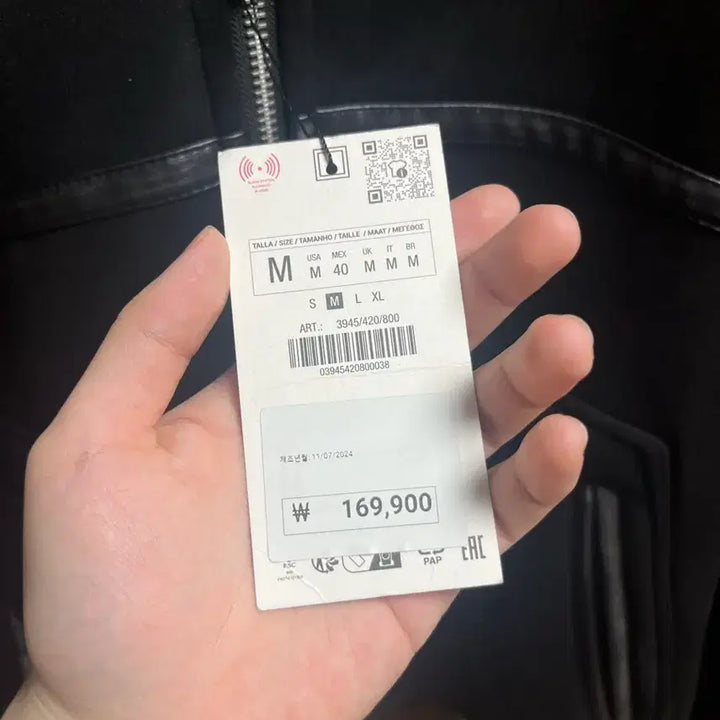 TALLA / SIZE / TAMANHO / TAILLE / MAAT / ΜΕΓΕΘΟΣ
M
USA MEX UK IT BR
M 40 M M M
S M L XL
ART.: 3945/420/800
03945420800038
제조년월: 11/07/2024
₩ 169,900
PAP
EAC